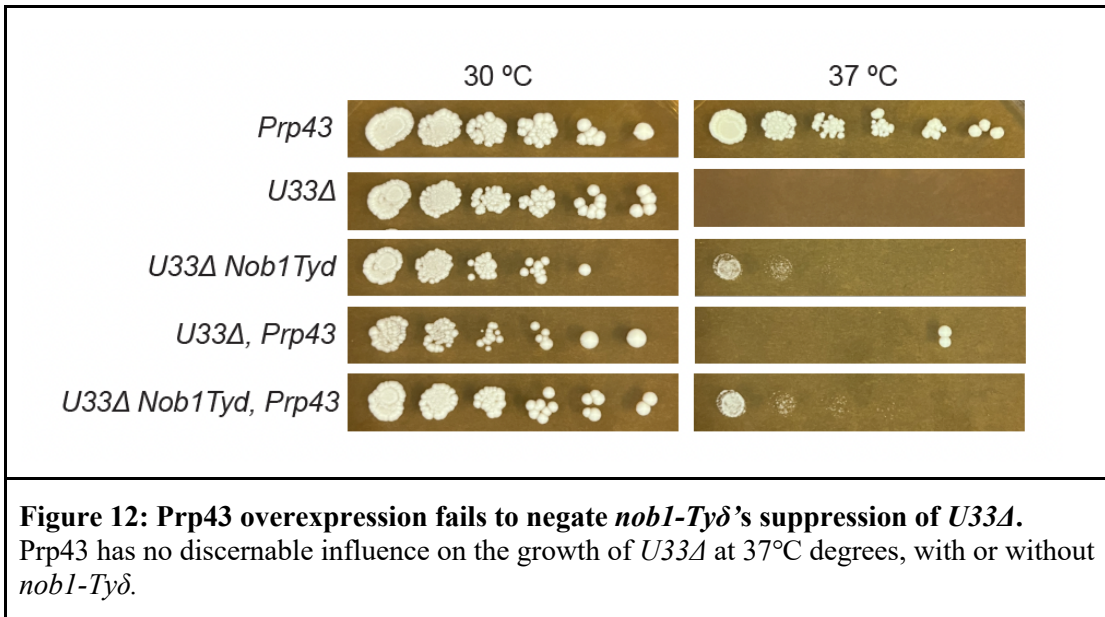 30 ºC 37 ºC
Prp43
U33Δ
U33Δ Nob1Tyd
U33Δ, Prp43
U33Δ Nob1Tyd, Prp43
Figure 12: Prp43 overexpression fails to negate nob1-Tyδ’s suppression of U33Δ.
Prp43 has no discernable influence on the growth of U33Δ at 37°C degrees, with or without
nob1-Tyδ.